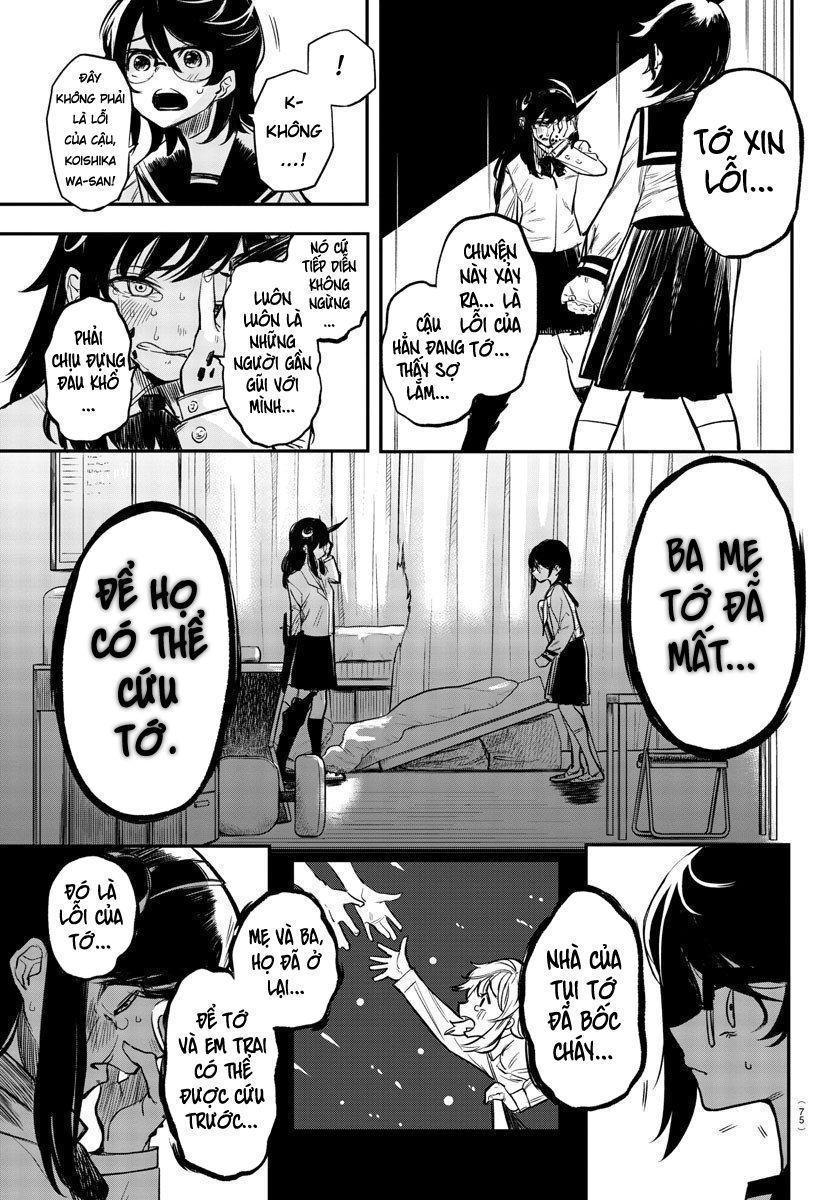 TỚ XIN
LỖI...
CHUYỆN
NÀY XẢY
RA... LÀ
LỖI CỦA
TỚ...
CẬU
HẲN ĐANG
THẤY SỢ
LẮM...
!
K-
KHÔNG
...!
ĐÂY
KHÔNG PHẢI
LÀ LỖI
CỦA CẬU,
KOISHIKA
WA-SAN!
NÓ CỨ
TIẾP DIỄN
KHÔNG
NGỪNG
...
LUÔN
LUÔN LÀ
NHỮNG
NGƯỜI GẦN
GŨI VỚI
MÌNH...
PHẢI
CHỊU ĐỰNG
ĐAU KHỔ
...
BA MẸ
TỚ ĐÃ
MẤT...
ĐỂ HỌ
CÓ THỂ
CỨU
TỚ.
NHÀ CỦA
TỤI TỚ
ĐÃ BỐC
CHÁY...
MẸ VÀ BA,
HỌ ĐÃ Ở
LẠI...
ĐỂ TỚ
VÀ EM TRAI
CÓ THỂ
ĐƯỢC CỨU
TRƯỚC...
ĐÓ LÀ
LỖI CỦA
TỚ...
(75)